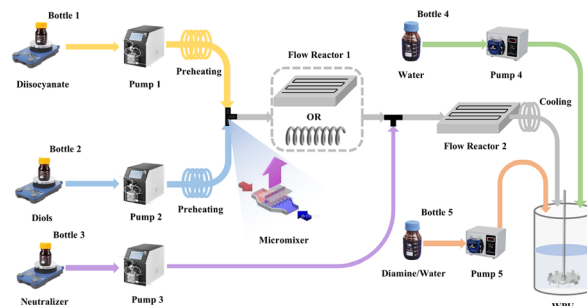 Bottle 1
Diisocyanate
Pump 1
Preheating
Flow Reactor 1
OR
Bottle 4
Water
Pump 4
Cooling
Flow Reactor 2
Bottle 2
Diols
Pump 2
Preheating
Micromixer
Bottle 3
Neutralizer
Pump 3
Bottle 5
Diamine/Water
Pump 5
WPU